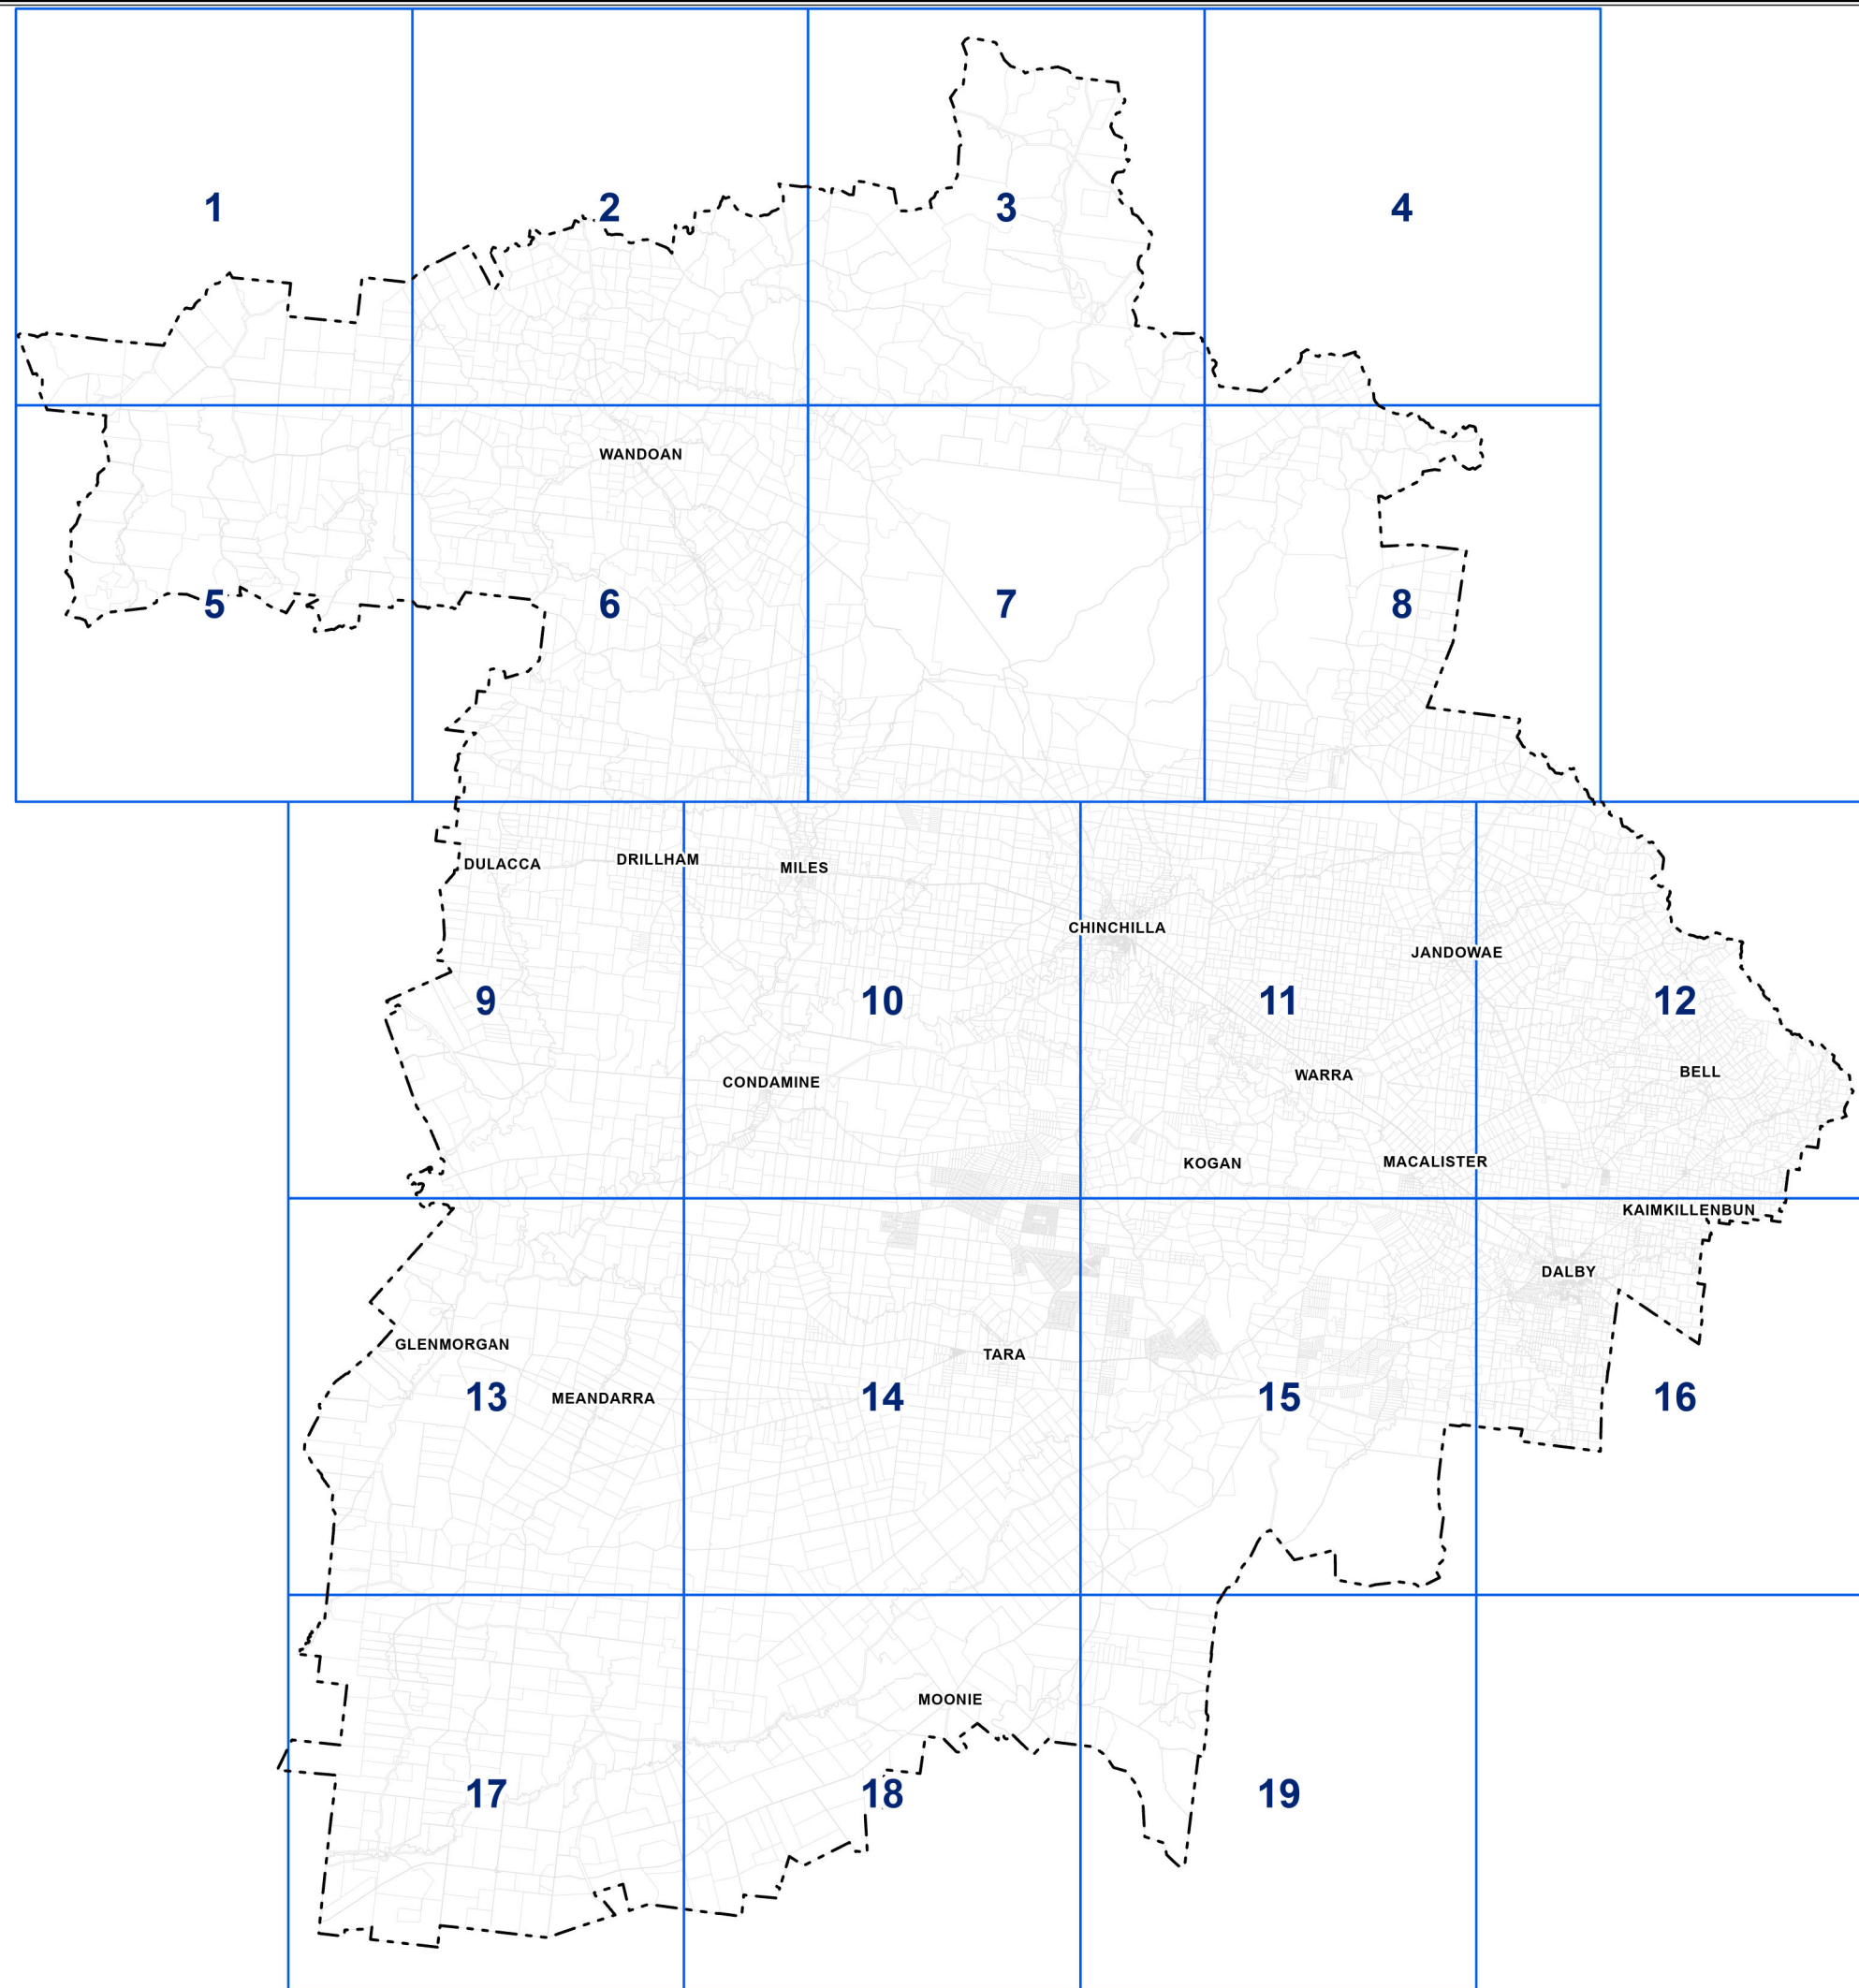 1
2
3
4
WANDOAN
5
6
7
8
DULACCA
DRILLHAM
MILES
CHINCHILLA
JANDOWAE
9
10
11
12
CONDAMINE
WARRA
BELL
KOGAN
MACALISTER
KAIMKILLENBUN
DALBY
GLENMORGAN
TARA
MEANDARRA
13
14
15
16
MOONIE
17
18
19